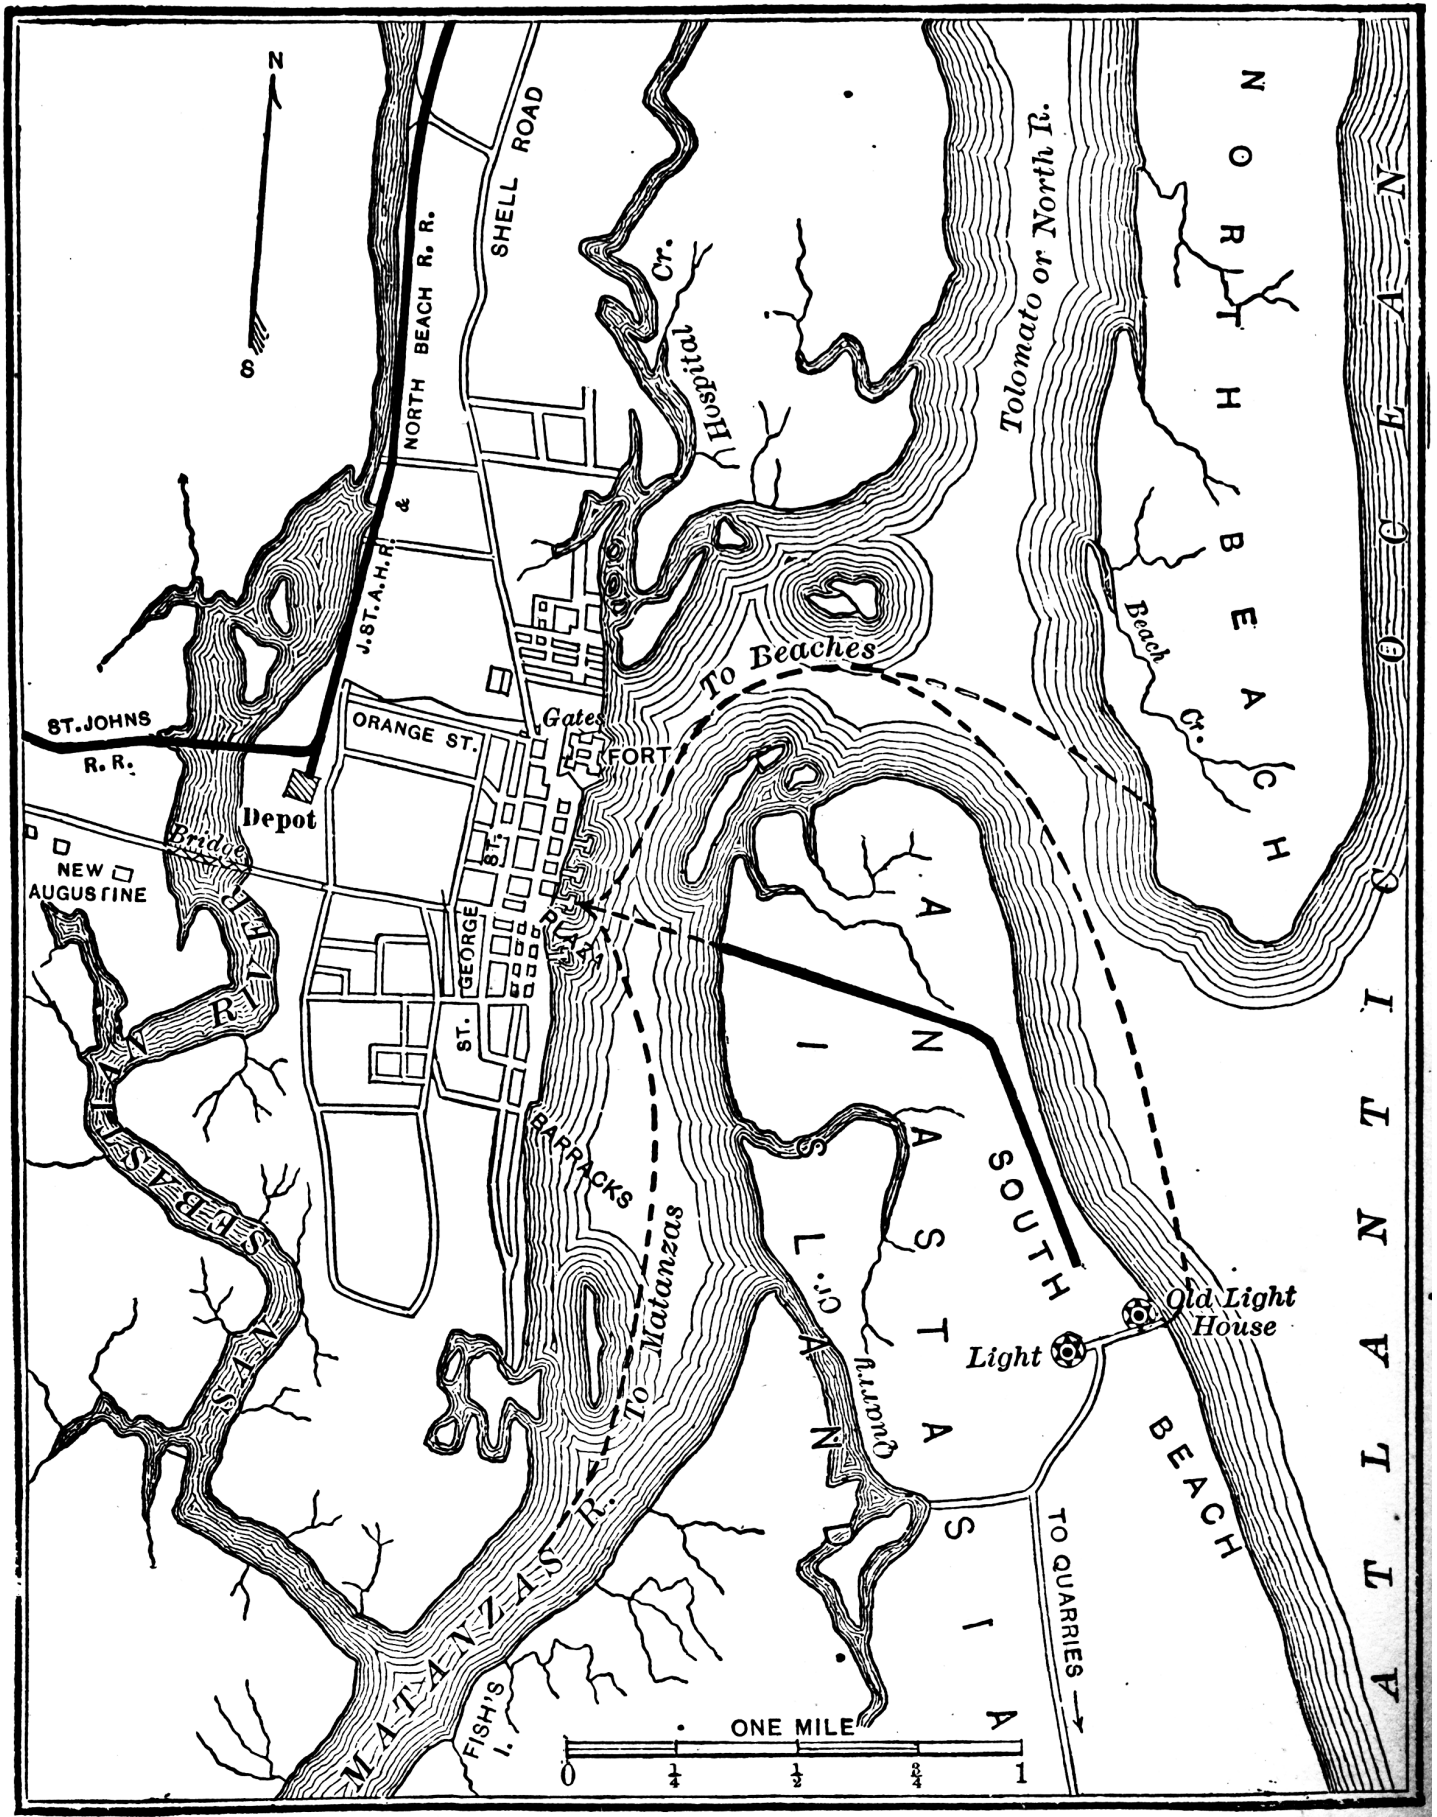 N
S
NORTH BEACH R. R.
&
J. ST. A. H. R.
SHELL ROAD
Hospital Cr.
Tolomato or North R.
NORTH BEACH
Beach Cr.
ATLANTIC OCEAN
To Beaches
ST. JOHNS
R. R.
Depot
ORANGE ST.
Gates
FORT
Bridge
NEW
AUGUSTINE
ST. GEORGE ST.
PLAZA
SAN SEBASTIAN RIVER
BARRACKS
To Matanzas
MATANZAS R.
ANASTASIA
ISLAND
Quarry Cr.
SOUTH
BEACH
Old Light
House
Light
TO QUARRIES
FISH'S
I.
ONE MILE
0 1/4 1/2 3/4 1